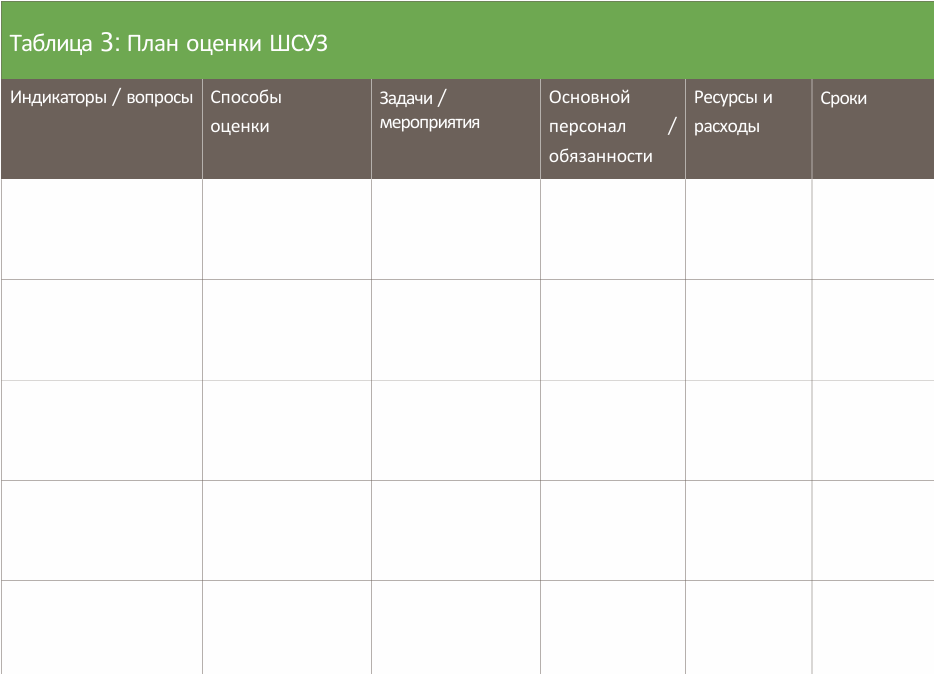 Таблица 3: План оценки ШСУЗ
Индикаторы / вопросы
Способы
оценки
Задачи /
мероприятия
Основной
персонал /
обязанности
Ресурсы и
расходы
Сроки